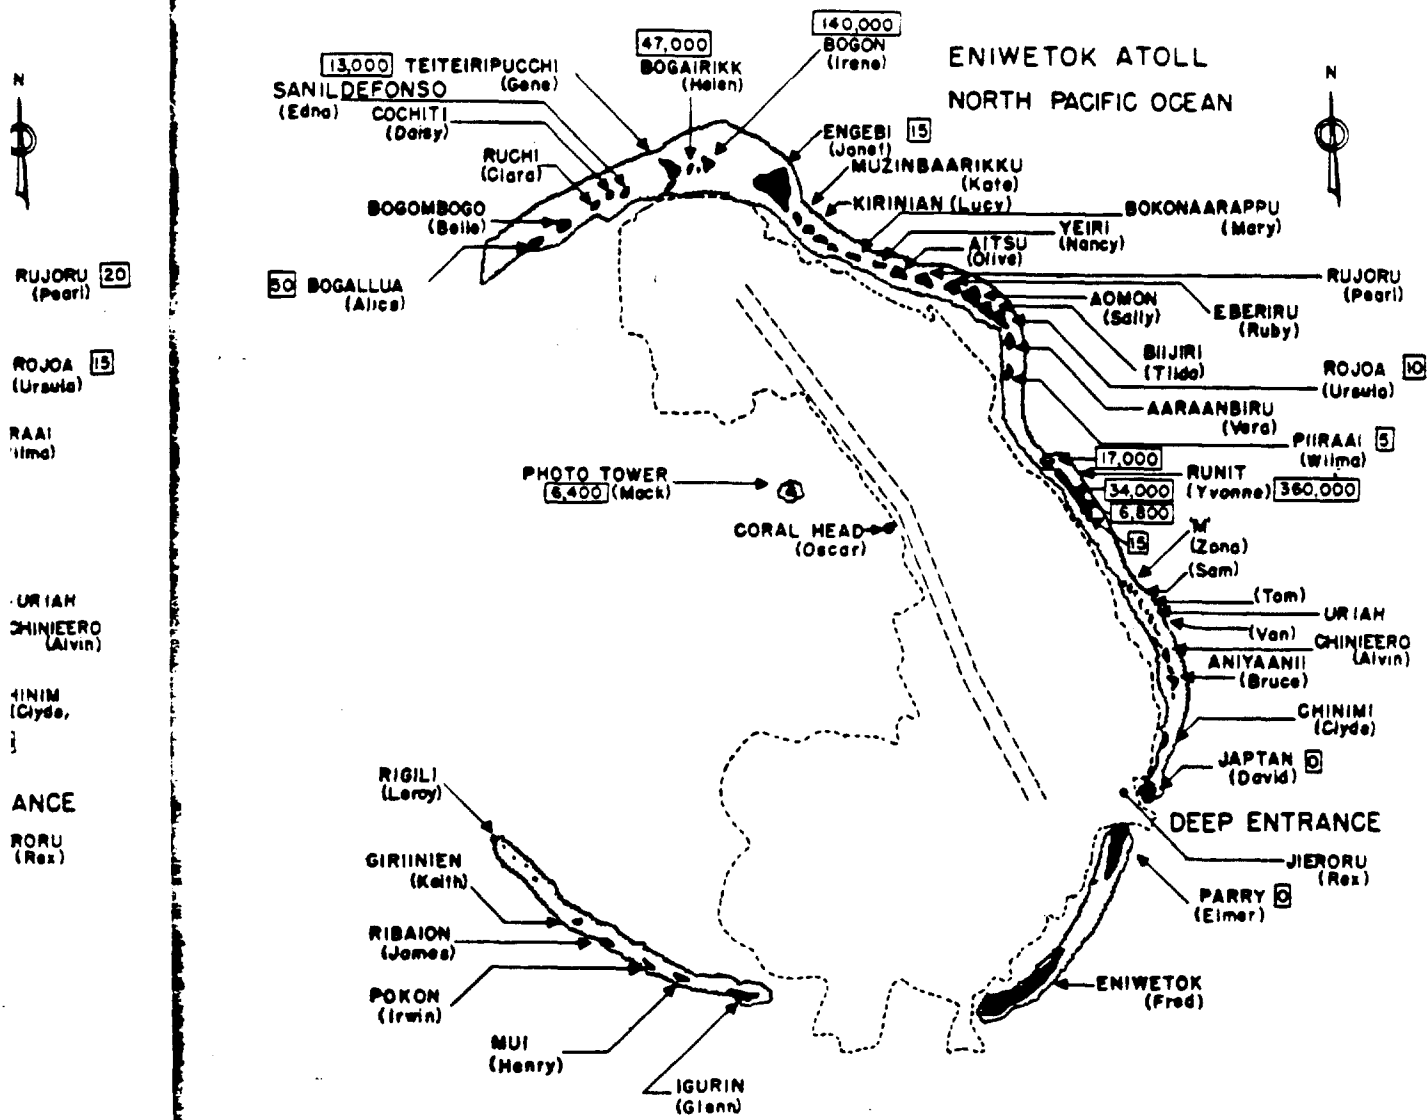 N
RUJORU 20
(Pearl)
ROJOA 15
(Ursula)
RAAI
ilma)
URIAH
CHINIEERO
(Alvin)
HINIM
(Clyde,
ANCE
RORU
(Rex)
ENIWETOK ATOLL
NORTH PACIFIC OCEAN
N
140,000
BOGON
(Irene)
47,000
BOGAIRIKK
(Helen)
13,000 TEITEIRIPUCCHI
(Gene)
SANILDEFONSO
(Edna)
COCHITI
(Daisy)
RUCHI
(Clara)
BOGOMBOGO
(Belle)
50 BOGALLUA
(Alice)
ENGEBI 15
(Janet)
MUZINBAARIKKU
(Kate)
KIRINIAN (Lucy)
BOKONAARAPPU
(Mary)
YEIRI
(Nancy)
AITSU
(Olive)
RUJORU
(Pearl)
EBERIRU
(Ruby)
AOMON
(Sally)
BIIJIRI
(Tilda)
ROJOA 10
(Ursula)
AARAANBIRU
(Vera)
PIIRAAI 5
(Wilma)
17,000
RUNIT
(Yvonne) 360,000
34,000
6,800
15
PHOTO TOWER
6,400 (Mack)
CORAL HEAD
(Oscar)
'M'
(Zona)
(Sam)
(Tom)
URIAH
(Van)
CHINIEERO
(Alvin)
ANIYAANII
(Bruce)
CHINIMI
(Clyde)
JAPTAN 0
(David)
DEEP ENTRANCE
JIERORU
(Rex)
PARRY 0
(Elmer)
ENIWETOK
(Fred)
RIGILI
(Leroy)
GIRIINIEN
(Keith)
RIBAION
(James)
POKON
(Irwin)
MUI
(Henry)
IGURIN
(Glenn)